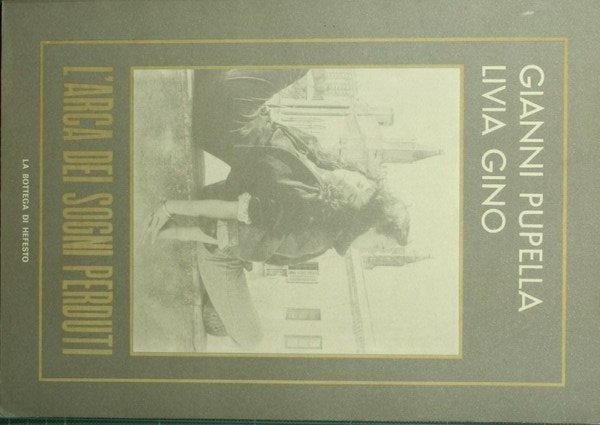 GIANNI PUPELLA
LIVIA GINO
L'ARCA DEI SOGNI PERDUTI
LA BOTTEGA DI HEFESTO